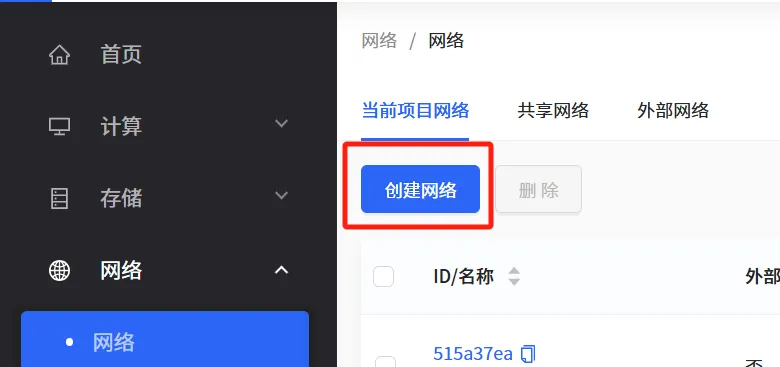 首页
计算
存储
网络
网络
网络 / 网络
当前项目网络 共享网络 外部网络
创建网络 删 除
ID/名称 外部
515a37ea